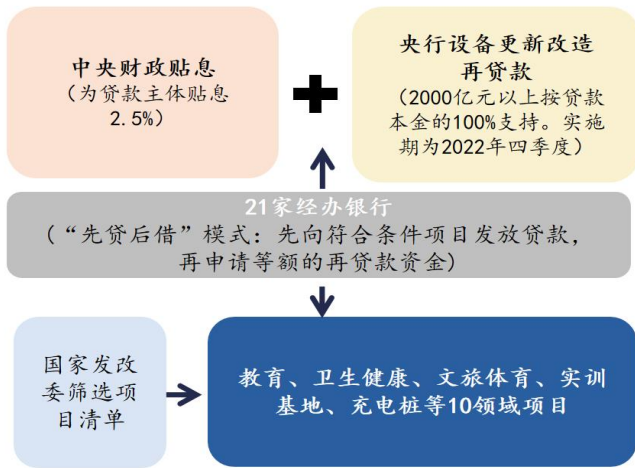 中央财政贴息
（为贷款主体贴息
2.5%）
央行设备更新改造
再贷款
（2000亿元以上按贷款
本金的100%支持。实施
期为2022年四季度）
21家经办银行
（“先贷后借”模式：先向符合条件项目发放贷款，
再申请等额的再贷款资金）
国家发改
委筛选项
目清单
教育、卫生健康、文旅体育、实训
基地、充电桩等10领域项目